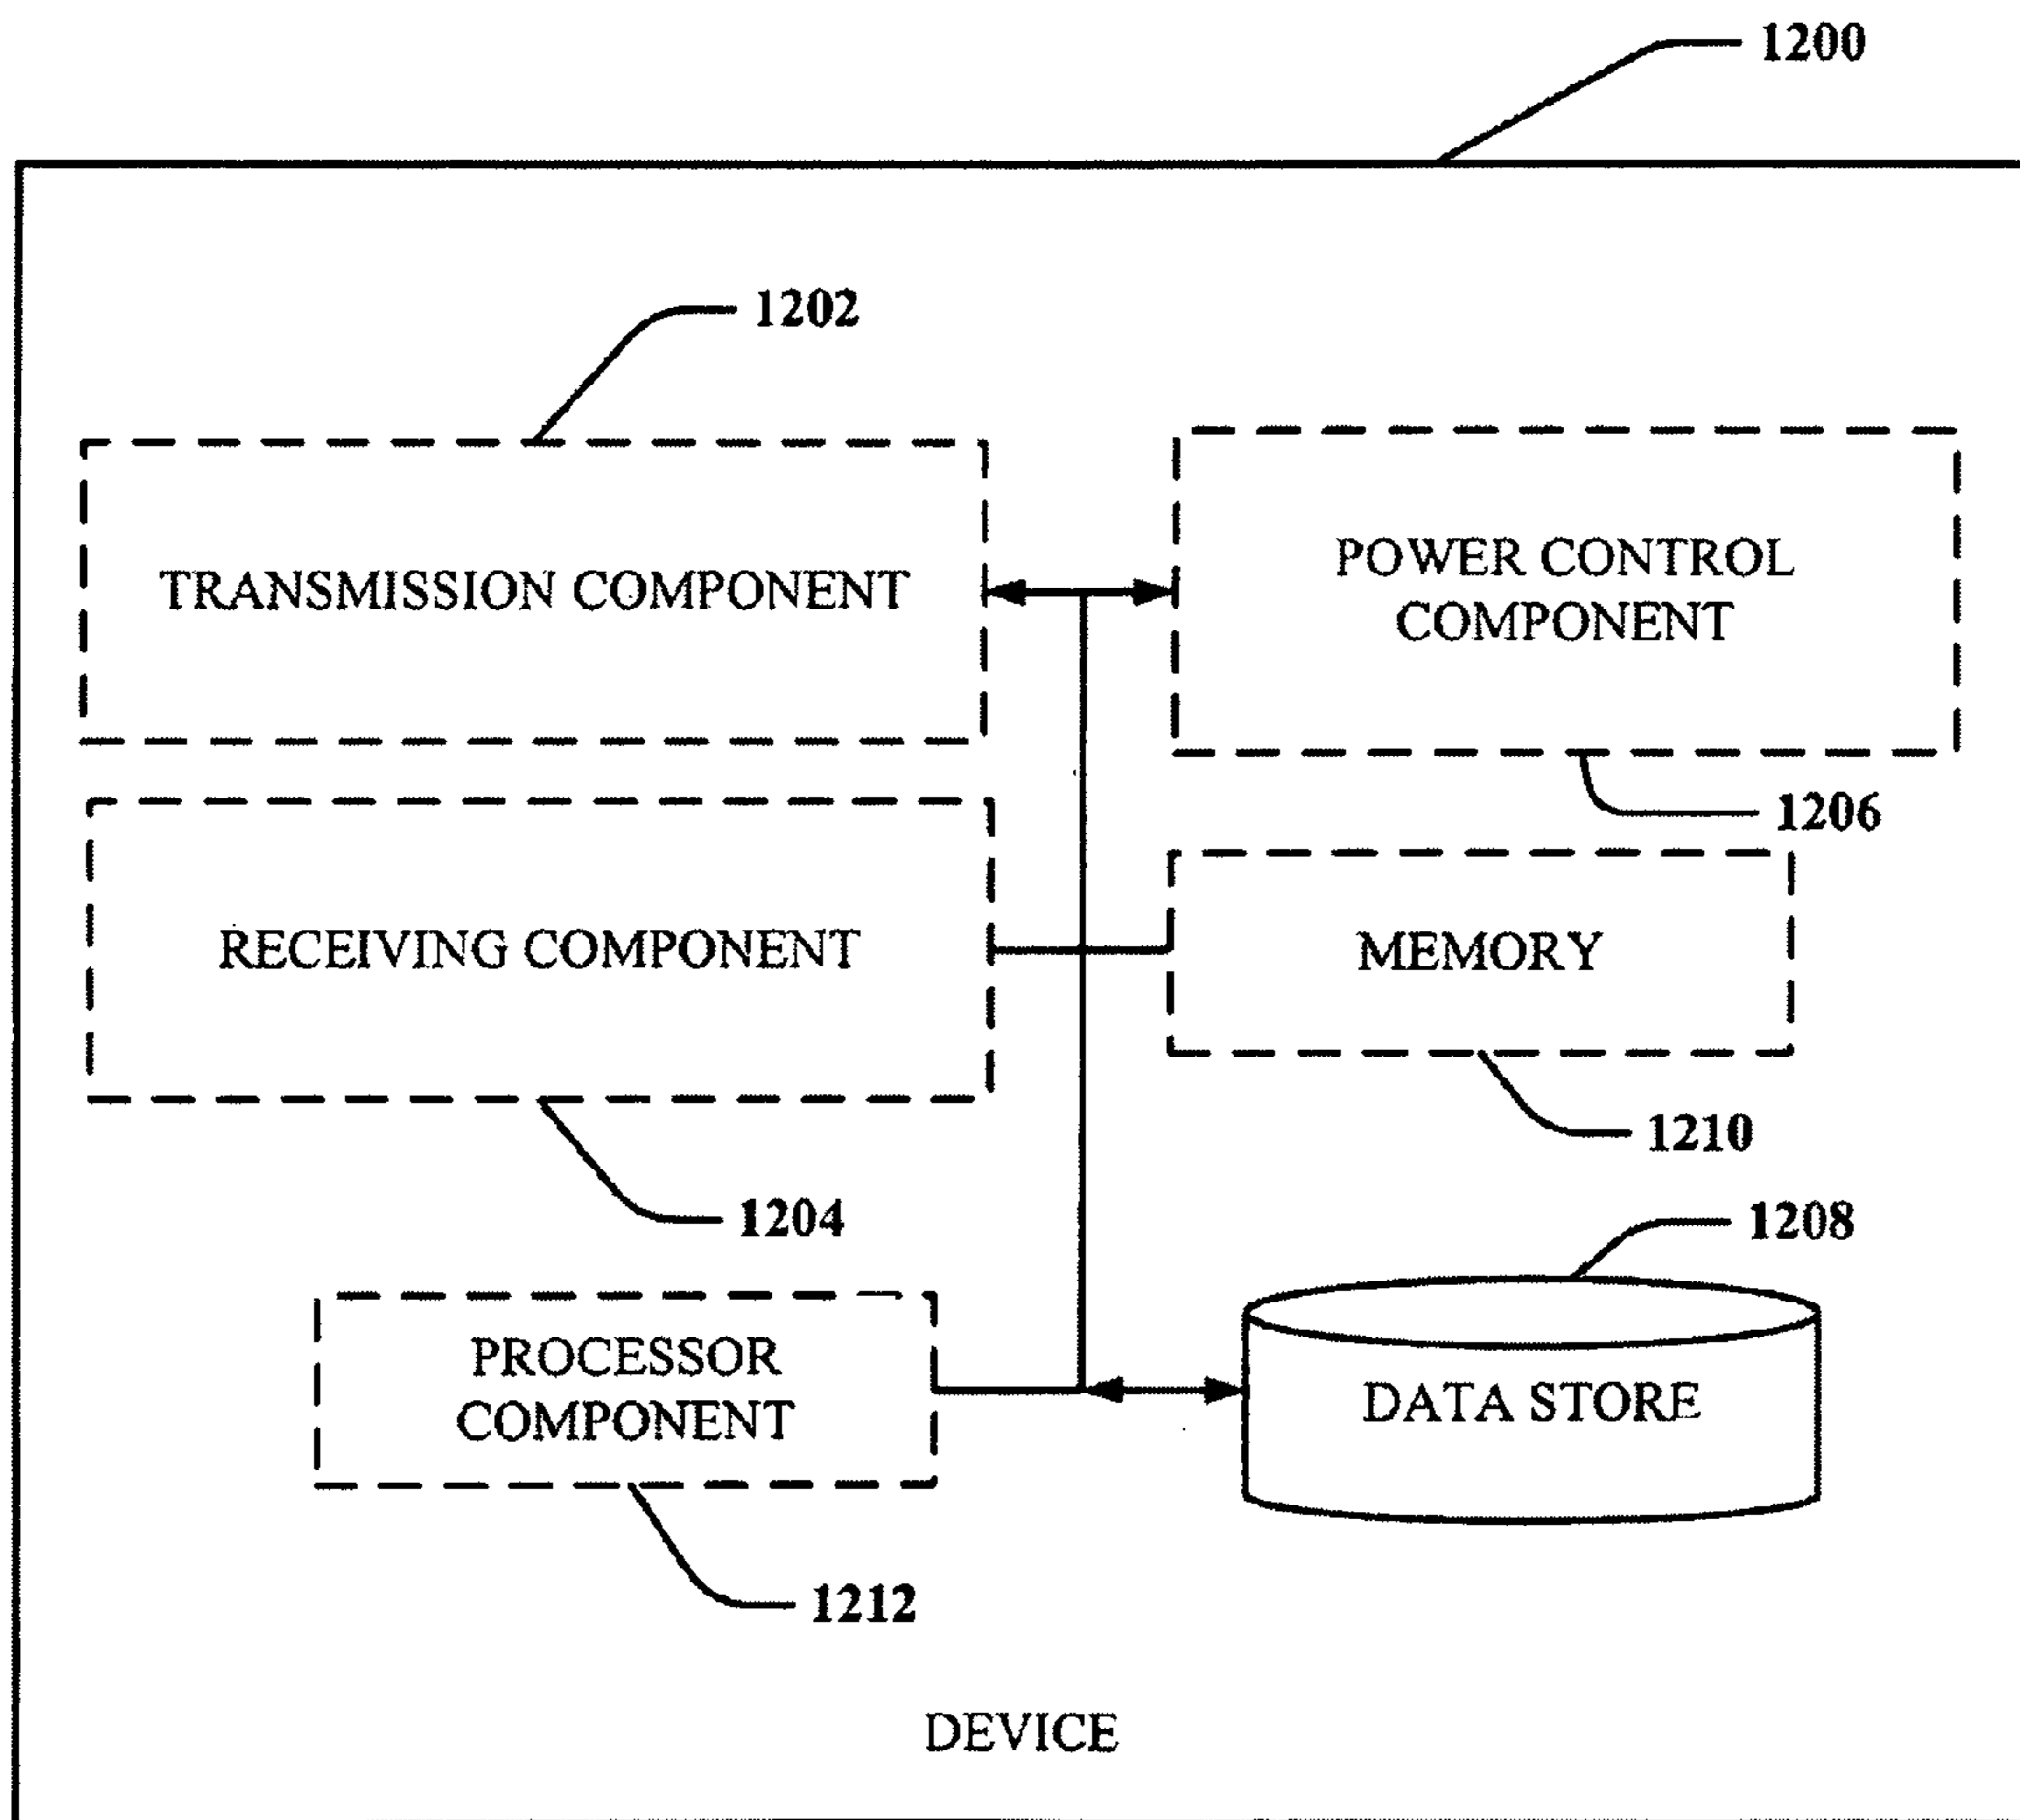 1200
1202
TRANSMISSION COMPONENT
POWER CONTROL
COMPONENT
1206
RECEIVING COMPONENT
MEMORY
1210
1204
1208
PROCESSOR
COMPONENT
DATA STORE
1212
DEVICE